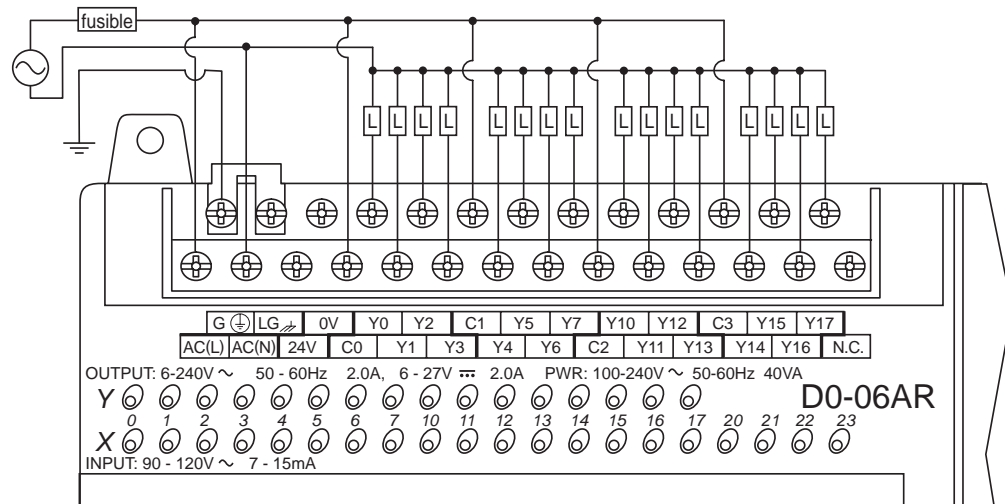 fusible
L L L L L L L L L L L L L L L L
G LG 0V Y0 Y2 C1 Y5 Y7 Y10 Y12 C3 Y15 Y17
AC(L) AC(N) 24V C0 Y1 Y3 Y4 Y6 C2 Y11 Y13 Y14 Y16 N.C.
OUTPUT: 6-240V ∼ 50 - 60Hz 2.0A, 6 - 27V ⎓ 2.0A PWR: 100-240V ∼ 50-60Hz 40VA
Y D0-06AR
0 1 2 3 4 5 6 7 10 11 12 13 14 15 16 17 20 21 22 23
X
INPUT: 90 - 120V ∼ 7 - 15mA